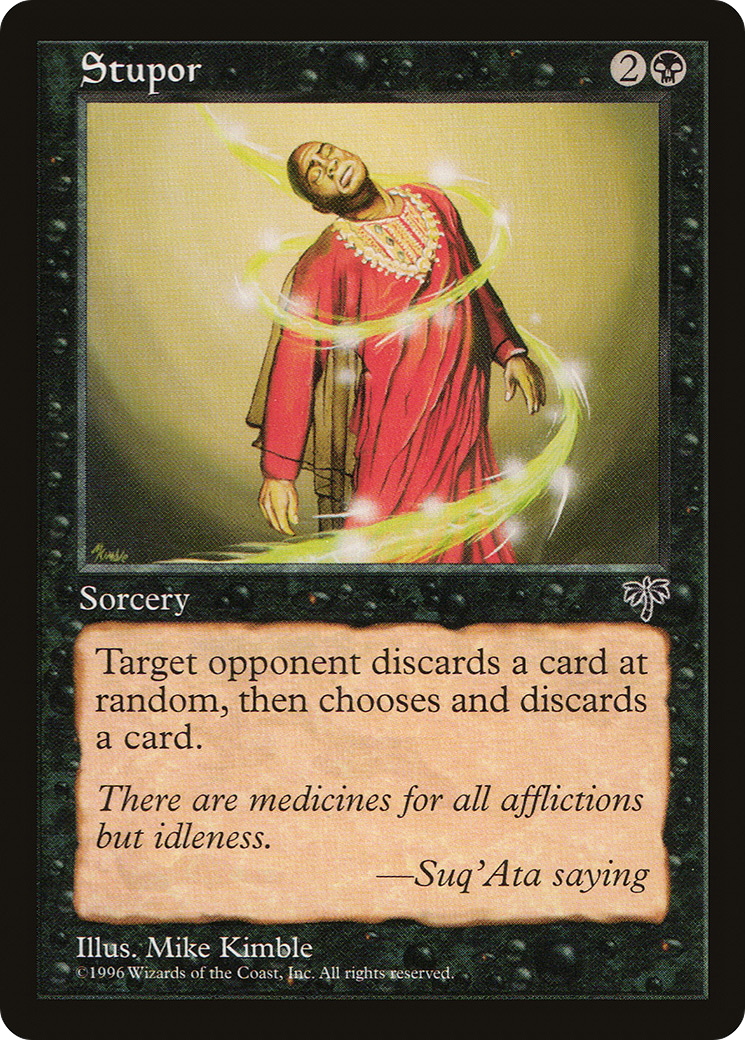 Stupor
2
M Kimble
Sorcery
Target opponent discards a card at
random, then chooses and discards
a card.
There are medicines for all afflictions
but idleness.
—Suq'Ata saying
Illus. Mike Kimble
©1996 Wizards of the Coast, Inc. All rights reserved.